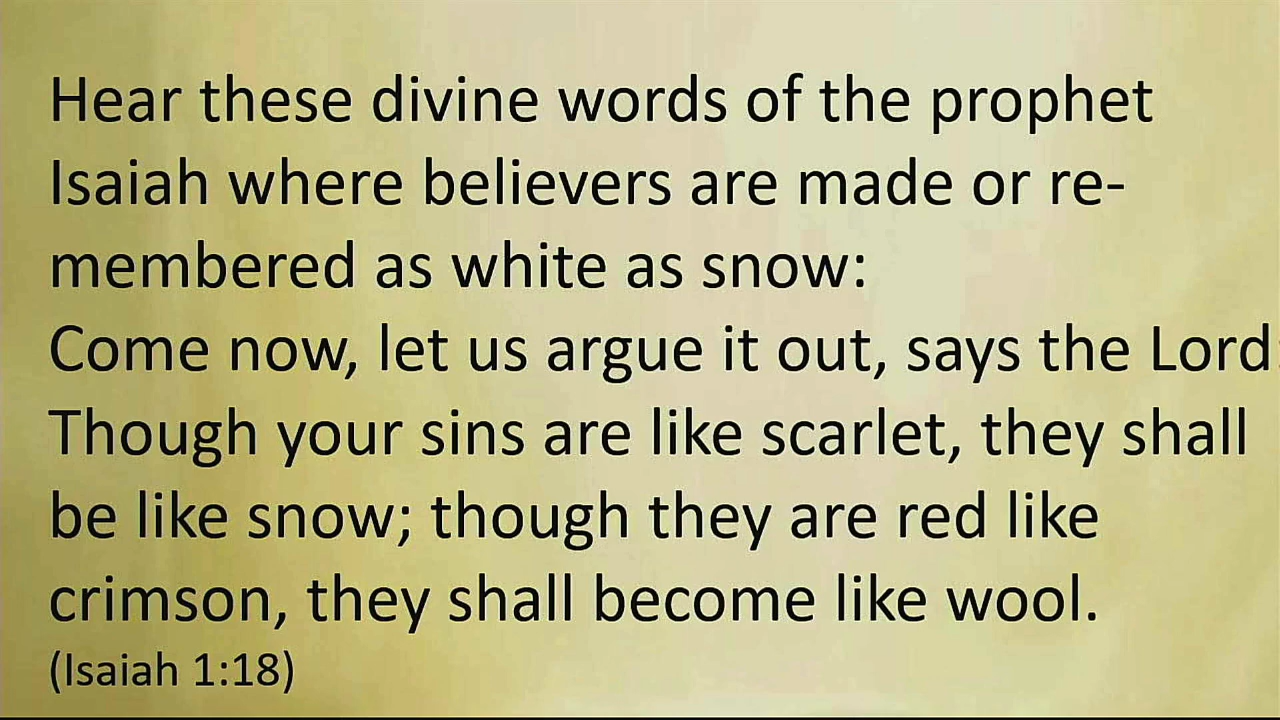 Hear these divine words of the prophet
Isaiah where believers are made or re-
membered as white as snow:
Come now, let us argue it out, says the Lord:
Though your sins are like scarlet, they shall
be like snow; though they are red like
crimson, they shall become like wool.
(Isaiah 1:18)